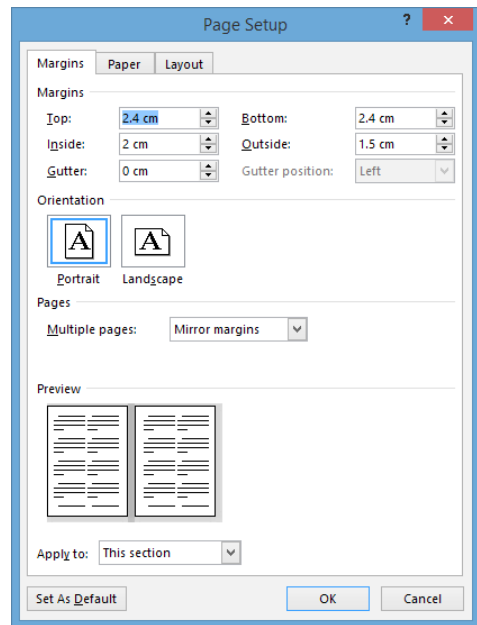 Page Setup ? ×
Margins Paper Layout
Margins
Top: 2.4 cm Bottom: 2.4 cm
Inside: 2 cm Outside: 1.5 cm
Gutter: 0 cm Gutter position: Left
Orientation
A A
Portrait Landscape
Pages
Multiple pages: Mirror margins
Preview
Apply to: This section
Set As Default OK Cancel